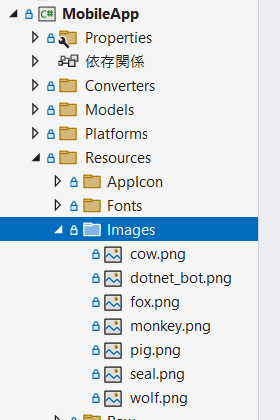 C# MobileApp
Properties
依存関係
Converters
Models
Platforms
Resources
AppIcon
Fonts
Images
cow.png
dotnet_bot.png
fox.png
monkey.png
pig.png
seal.png
wolf.png